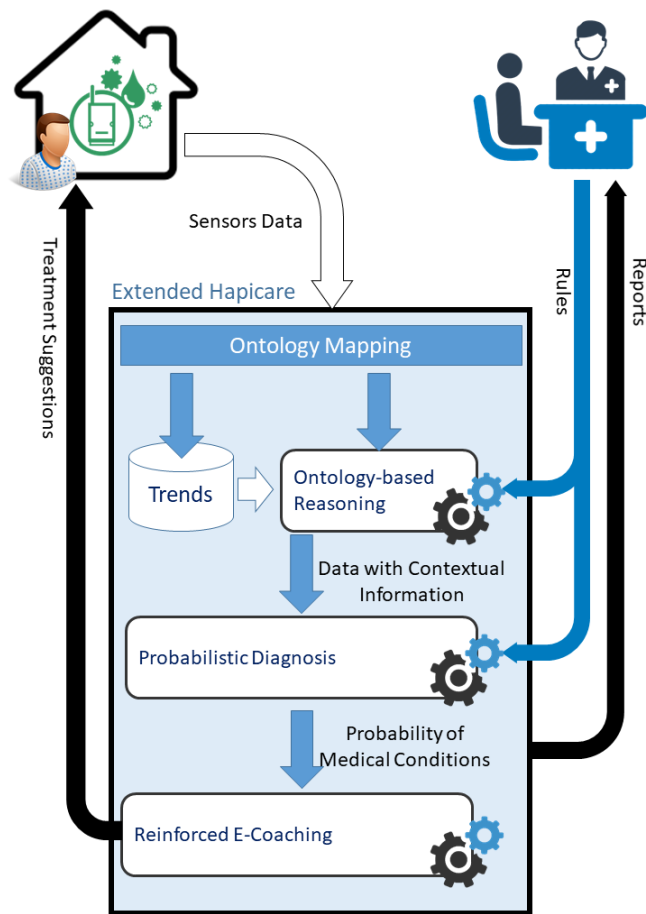 Sensors Data
Treatment Suggestions
Rules
Reports
Extended Hapicare
Ontology Mapping
Trends
Ontology-based
Reasoning
Data with Contextual
Information
Probabilistic Diagnosis
Probability of
Medical Conditions
Reinforced E-Coaching